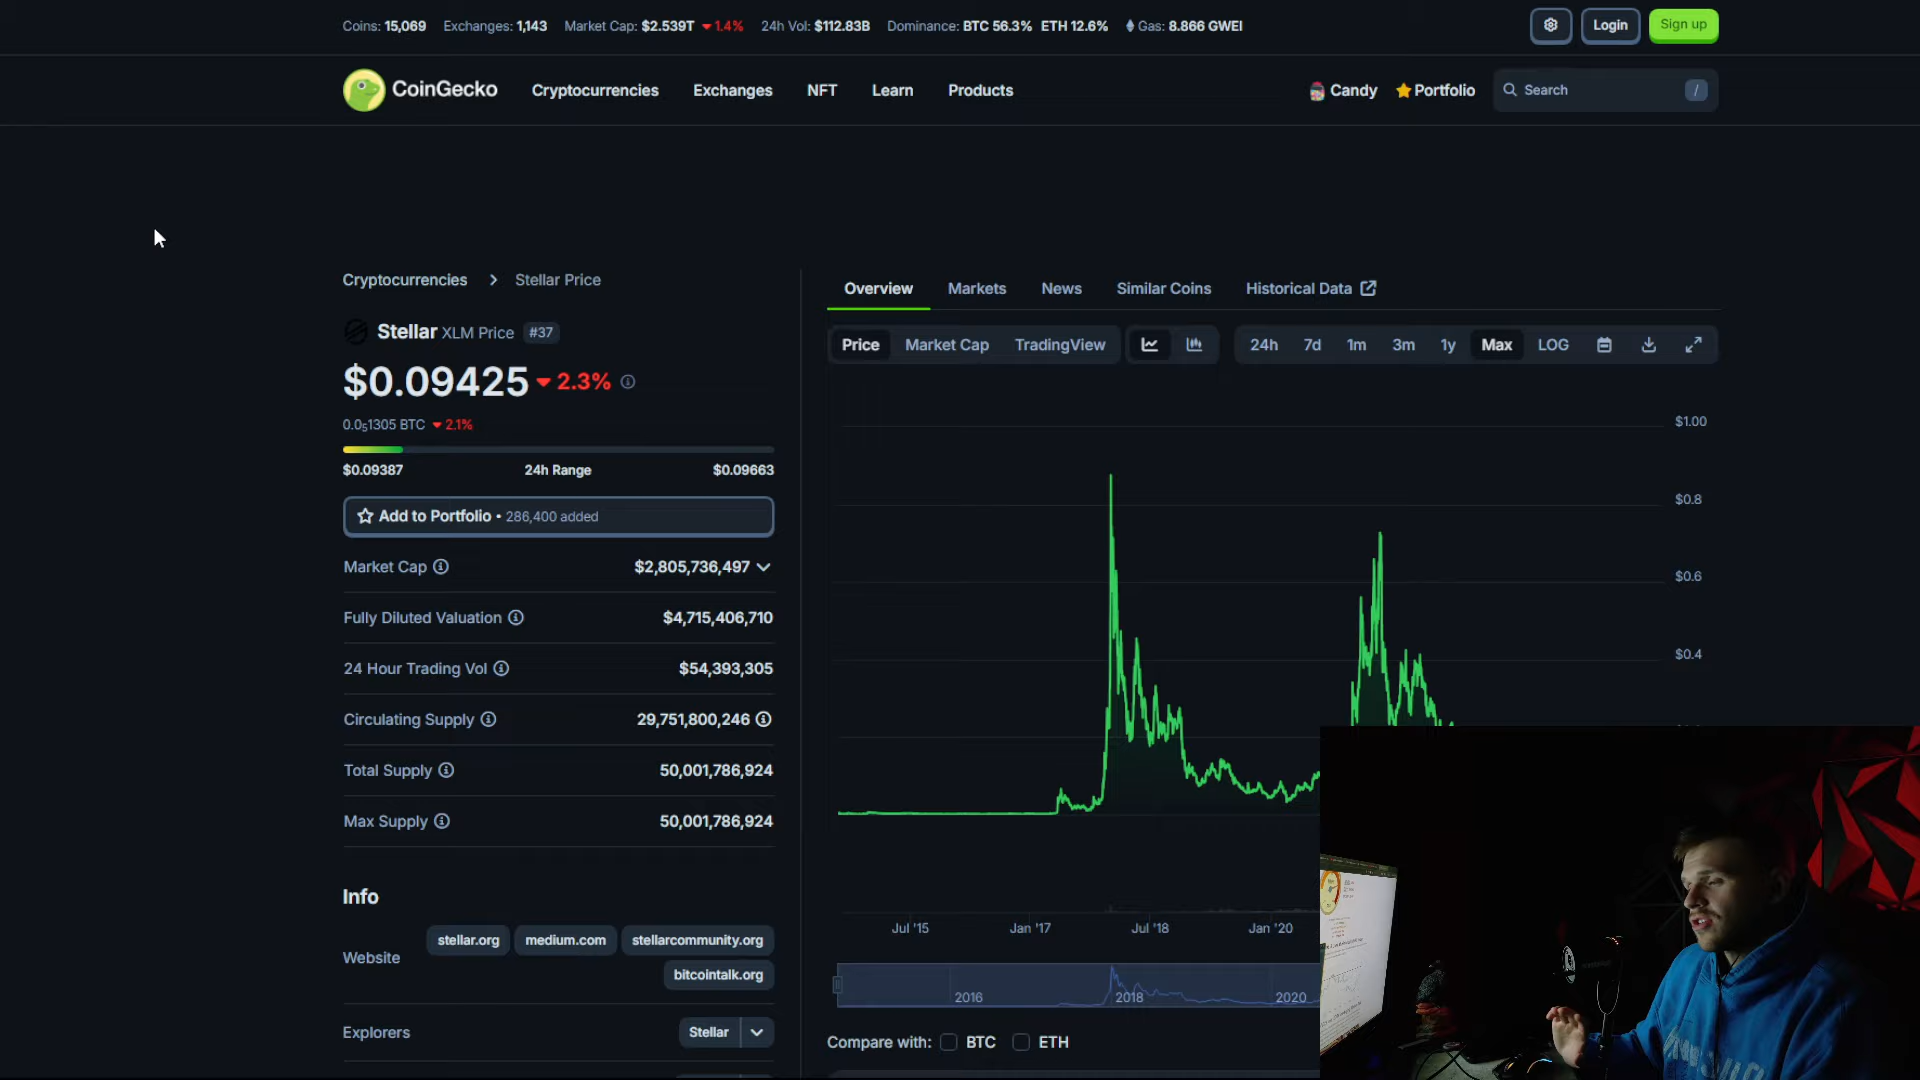 Coins: 15,069 Exchanges: 1,143 Market Cap: $2.539T 1.4% 24h Vol: $112.83B Dominance: BTC 56.3% ETH 12.6% Gas: 8.866 GWEI
Login
Sign up
CoinGecko
Cryptocurrencies Exchanges NFT Learn Products
Candy Portfolio
Search /
Cryptocurrencies > Stellar Price
Stellar XLM Price #37
$0.09425 2.3%
0.0₅1305 BTC 2.1%
$0.09387 24h Range $0.09663
Add to Portfolio • 286,400 added
Market Cap $2,805,736,497
Fully Diluted Valuation $4,715,406,710
24 Hour Trading Vol $54,393,305
Circulating Supply 29,751,800,246
Total Supply 50,001,786,924
Max Supply 50,001,786,924
Info
Website stellar.org medium.com stellarcommunity.org
bitcointalk.org
Explorers Stellar
Overview Markets News Similar Coins Historical Data
Price Market Cap TradingView
24h 7d 1m 3m 1y Max LOG
$1.00
$0.8
$0.6
$0.4
Jul '15 Jan '17 Jul '18 Jan '20
2016 2018 2020
Compare with: BTC ETH